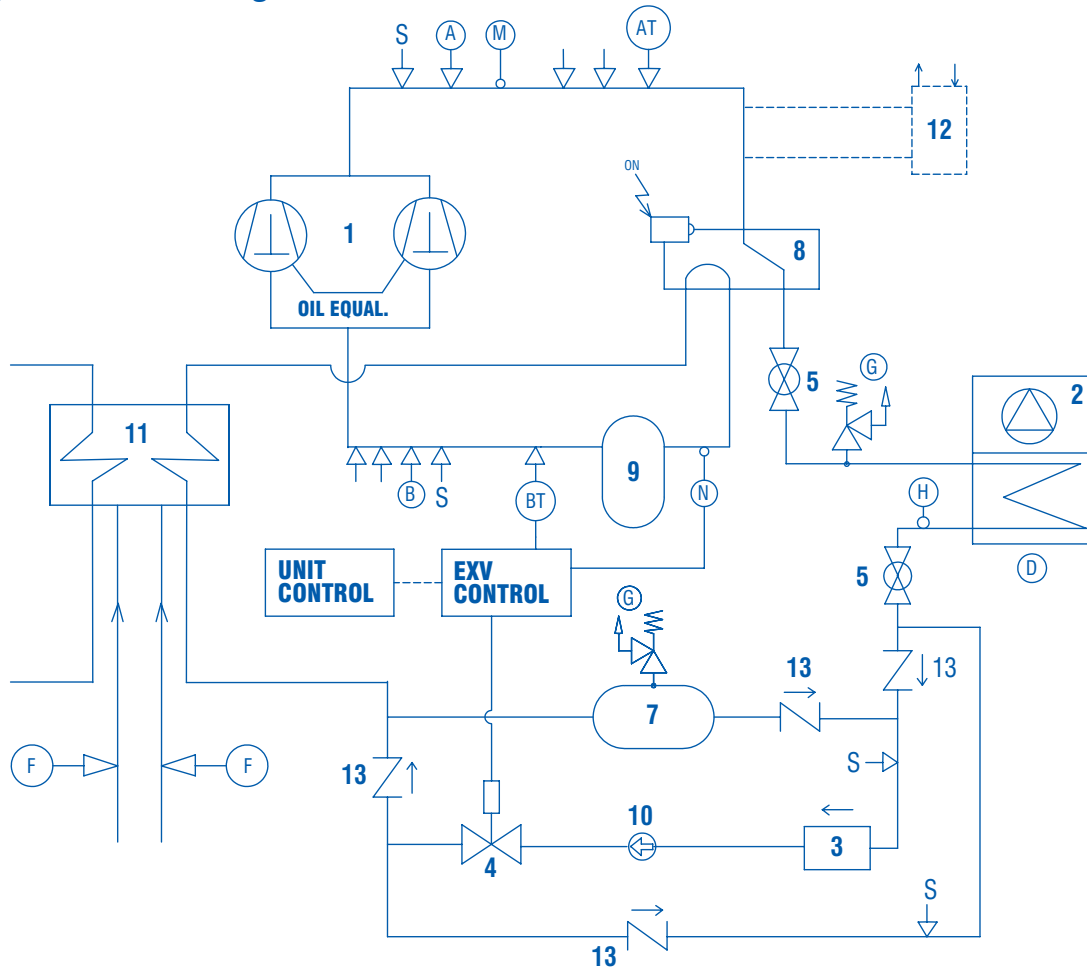 S A M AT
12
ON
1
8
OIL EQUAL.
5 G 2
11
9
B S BT N H
UNIT CONTROL
EXV CONTROL
5 D
G
13 13
7
F F
13
S
10
4 3
S
13